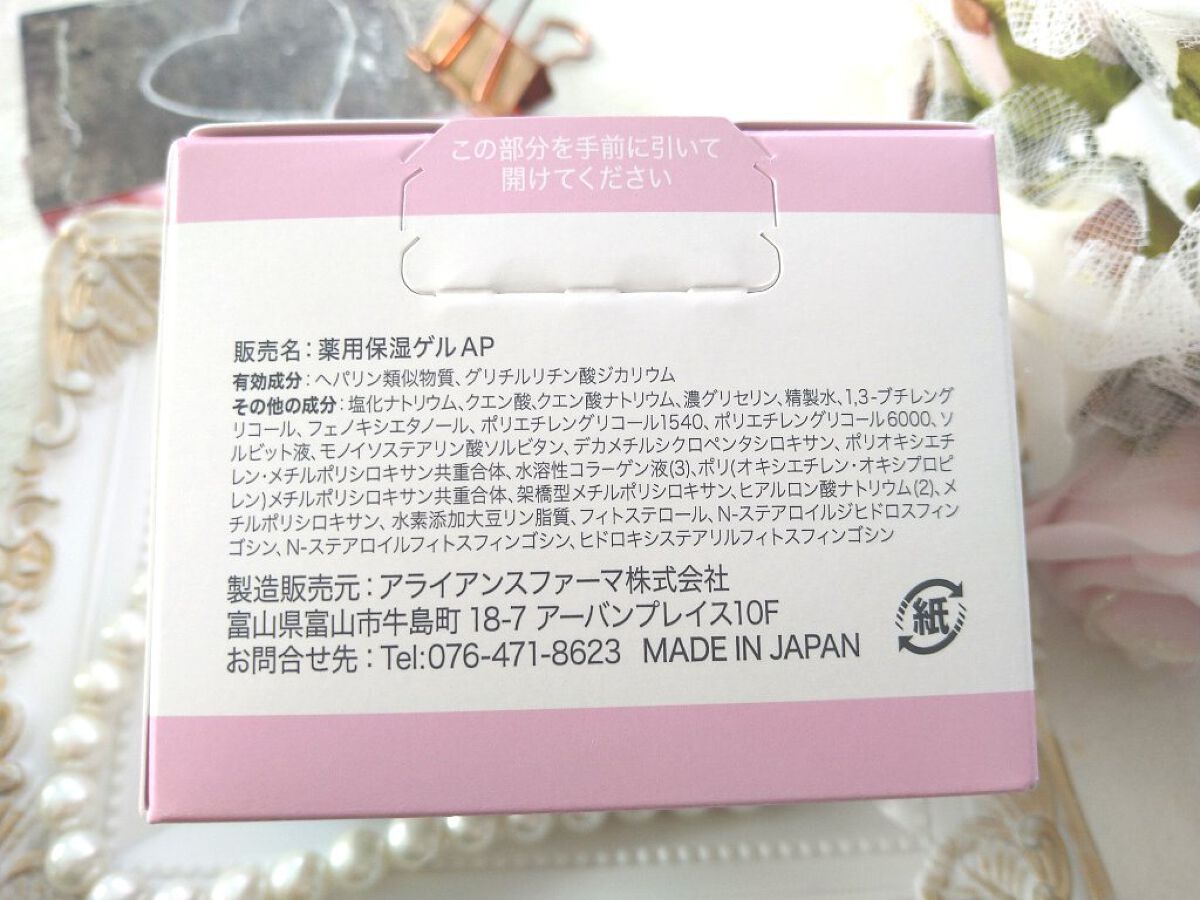 この部分を手前に引いて
開けてください
販売名：薬用保湿ゲルAP
有効成分：ヘパリン類似物質、グリチルリチン酸ジカリウム
その他の成分：塩化ナトリウム、クエン酸、クエン酸ナトリウム、濃グリセリン、精製水、1,3-ブチレング
リコール、フェノキシエタノール、ポリエチレングリコール1540、ポリエチレングリコール6000、ソ
ルビット液、モノイソステアリン酸ソルビタン、デカメチルシクロペンタシロキサン、ポリオキシエチ
レン・メチルポリシロキサン共重合体、水溶性コラーゲン液(3)、ポリ(オキシエチレン・オキシプロピ
レン)メチルポリシロキサン共重合体、架橋型メチルポリシロキサン、ヒアルロン酸ナトリウム(2)、メ
チルポリシロキサン、水素添加大豆リン脂質、フィトステロール、N-ステアロイルジヒドロスフィン
ゴシン、N-ステアロイルフィトスフィンゴシン、ヒドロキシステアリルフィトスフィンゴシン
製造販売元：アライアンスファーマ株式会社
富山県富山市牛島町 18-7 アーバンプレイス10F
お問合せ先：Tel:076-471-8623 MADE IN JAPAN
紙